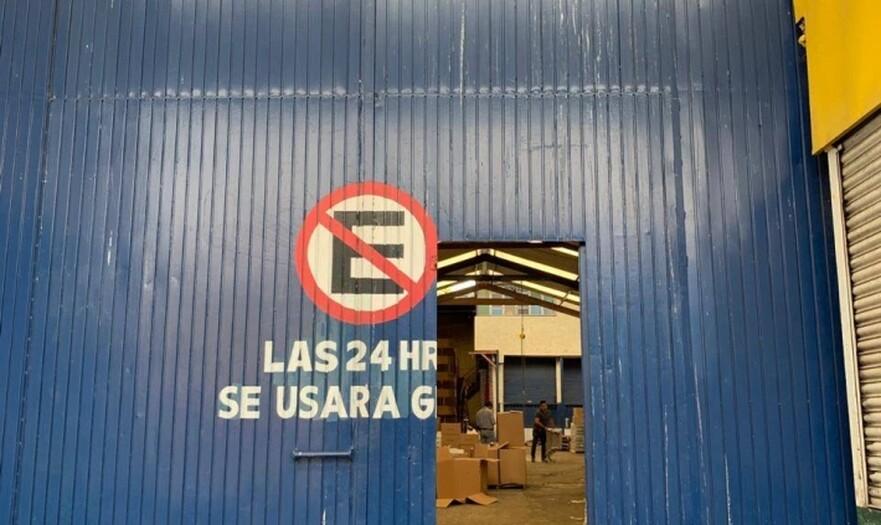 E
LAS 24 HR
SE USARA G